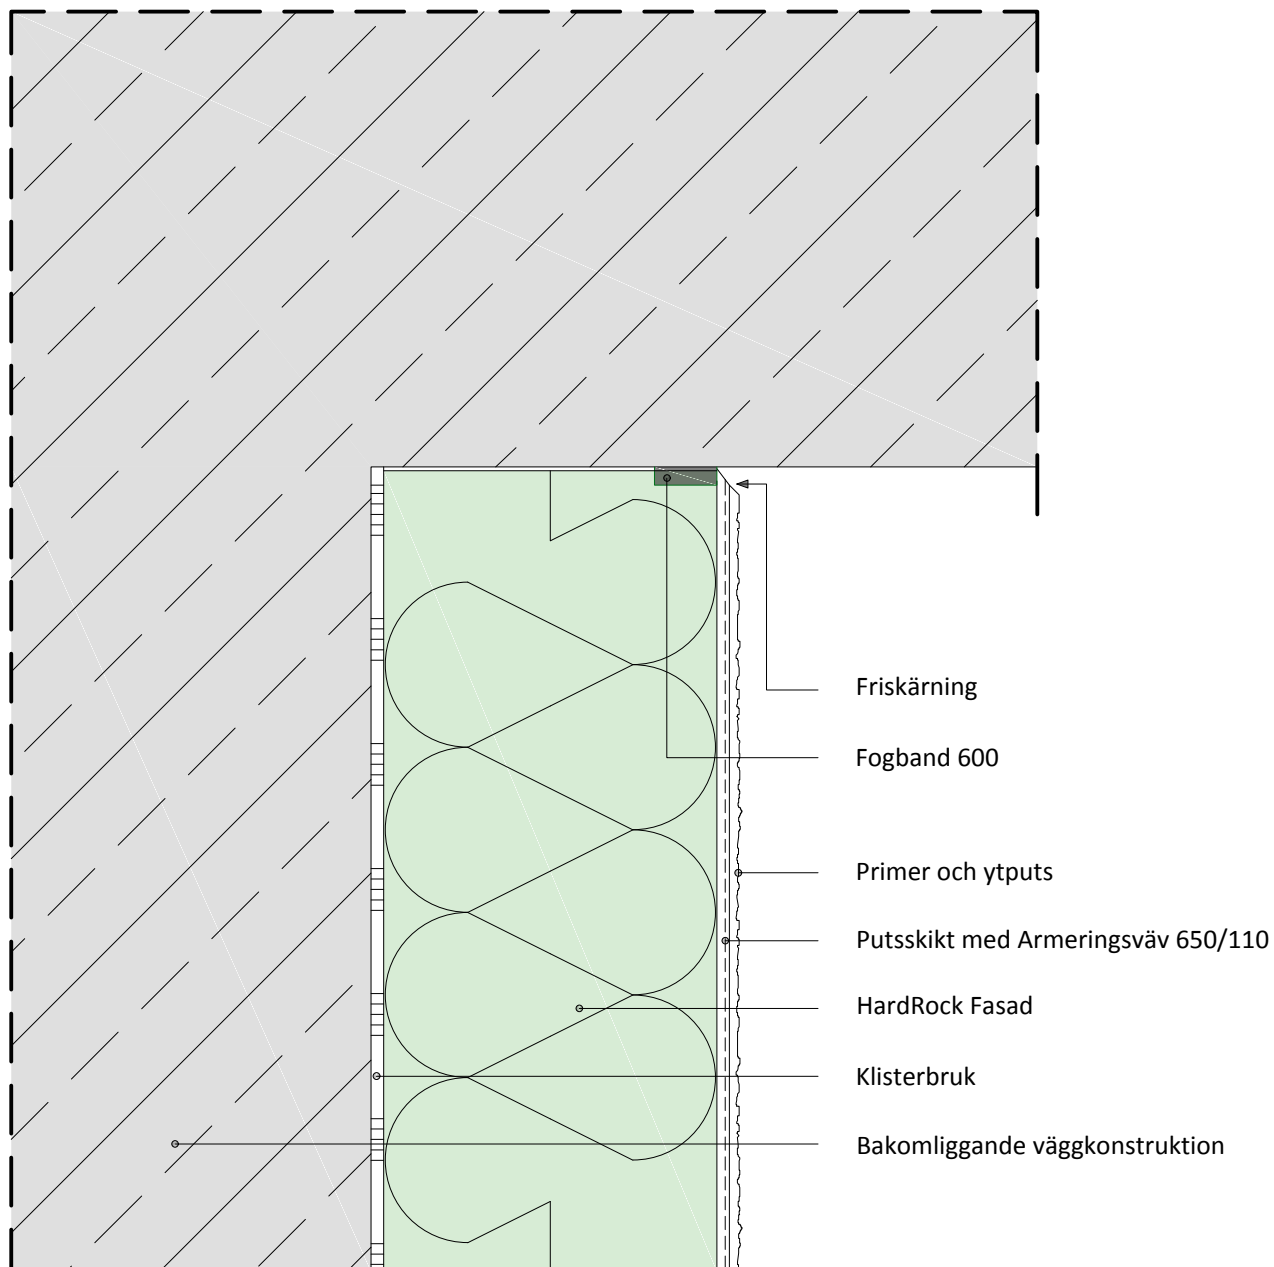 Friskärning
Fogband 600
Primer och ytputs
Putsskikt med Armeringsväv 650/110
HardRock Fasad
Klisterbruk
Bakomliggande väggkonstruktion